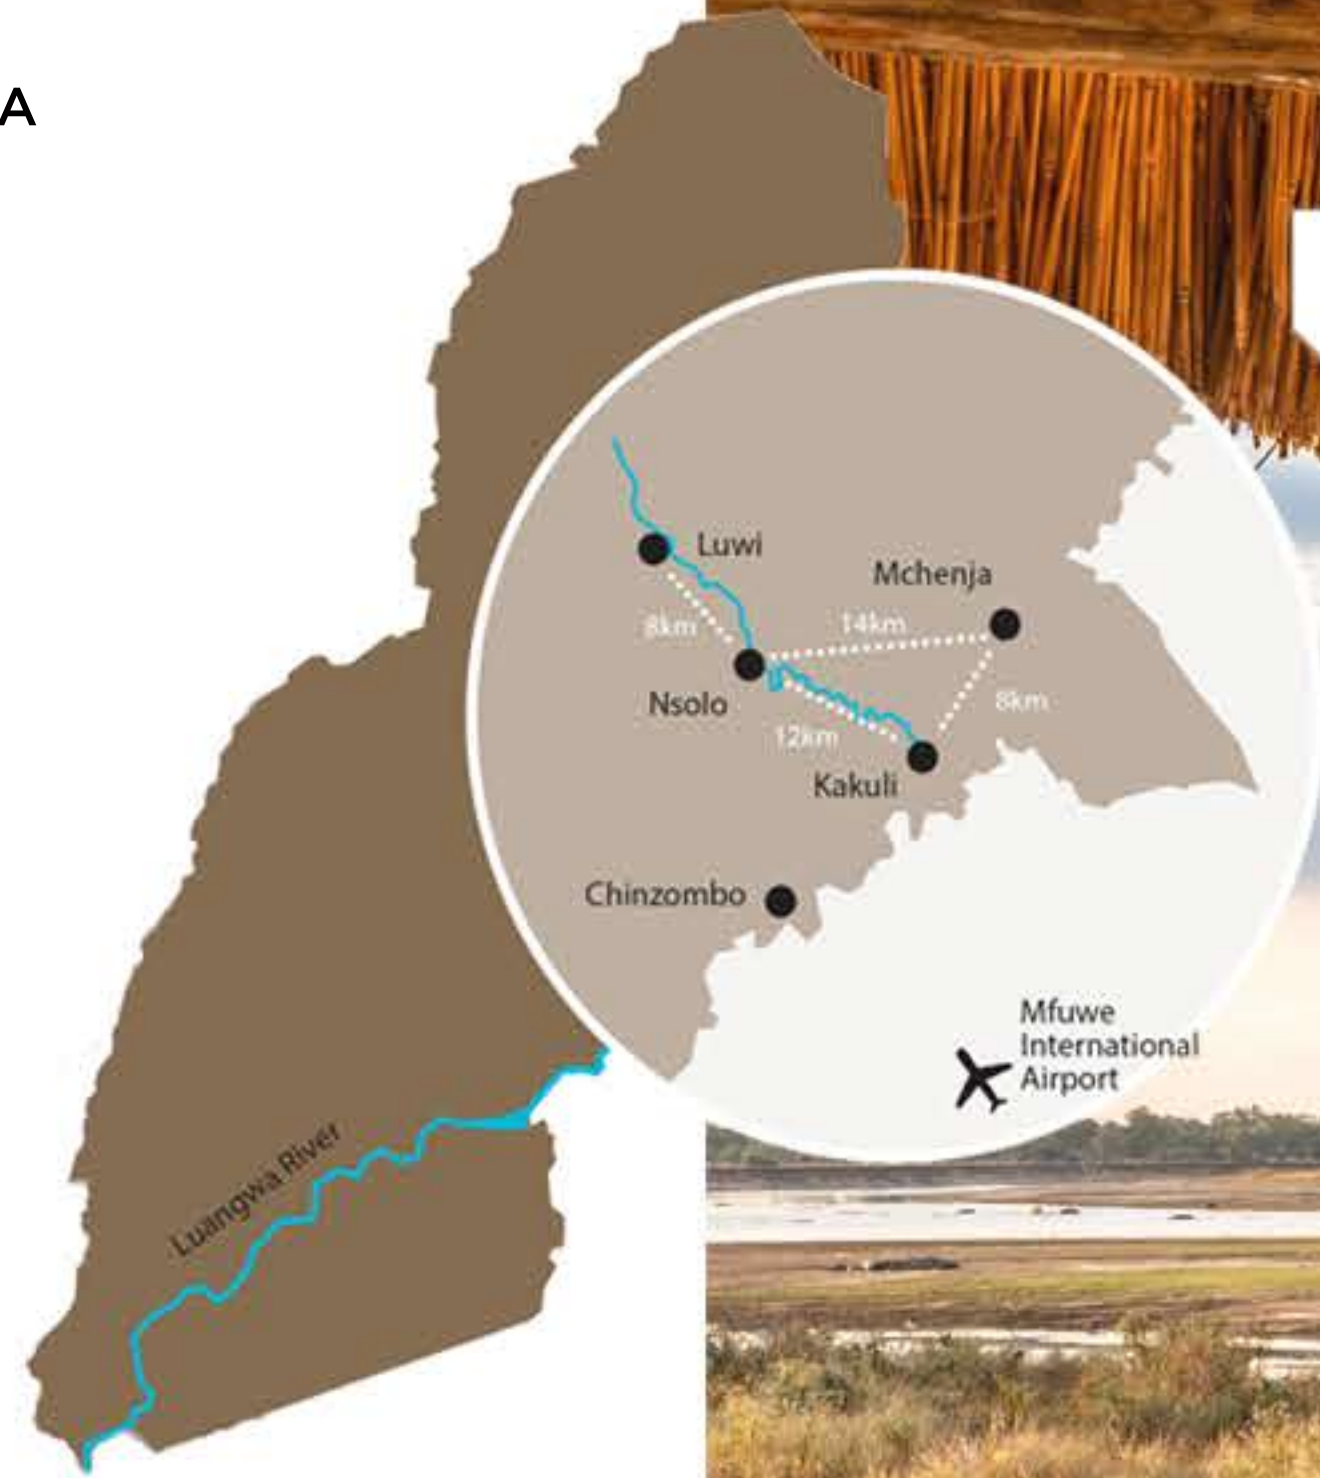 A
Luwi
Mchenja
8km
14km
Nsolo
8km
12km
Kakuli
Chinzombo
Mfuwe
International
Airport
Luangwa River